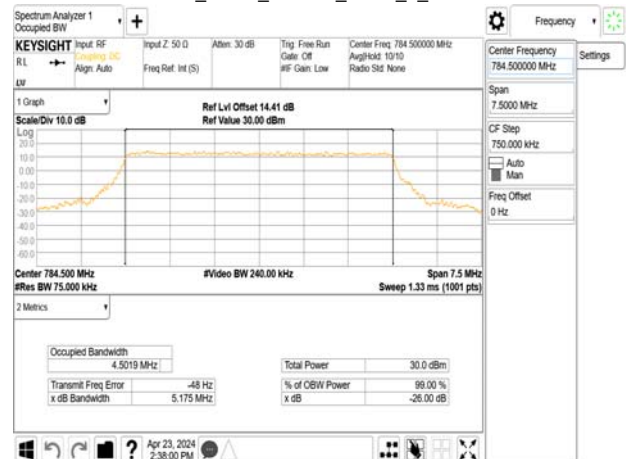 Spectrum Analyzer 1
Occupied BW
Frequency
KEYSIGHT Input: RF Input Z: 50 Ω Atten: 30 dB Trig: Free Run Center Freq: 784.500000 MHz
RL Coupling: DC Gate: Off Avg|Hold: 10/10
Align: Auto Freq Ref: Int (S) #IF Gain: Low Radio Std: None
LVI
Center Frequency
784.500000 MHz
Settings
Span
7.5000 MHz
CF Step
750.000 kHz
Auto
Man
Freq Offset
0 Hz
1 Graph
Ref Lvl Offset 14.41 dB
Scale/Div 10.0 dB Ref Value 30.00 dBm
Log
20.0
10.0
0.00
-10.0
-20.0
-30.0
-40.0
-50.0
-60.0
Center 784.500 MHz #Video BW 240.00 kHz Span 7.5 MHz
#Res BW 75.000 kHz Sweep 1.33 ms (1001 pts)
2 Metrics
Occupied Bandwidth
4.5019 MHz Total Power 30.0 dBm
Transmit Freq Error -48 Hz % of OBW Power 99.00 %
x dB Bandwidth 5.175 MHz x dB -26.00 dB
? Apr 23, 2024
2:38:00 PM